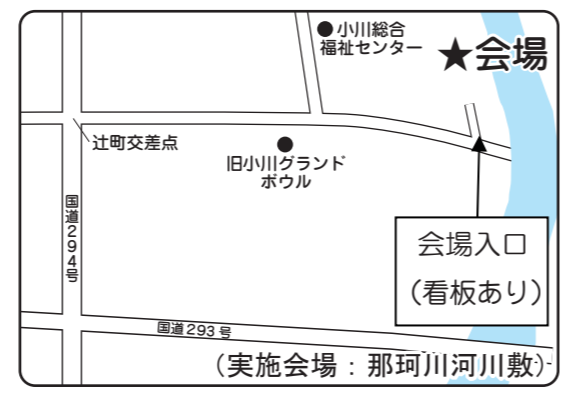 ●小川総合
福祉センター
★会場
辻町交差点
旧小川グランド
ボウル
国道294号
会場入口
（看板あり）
国道293号
（実施会場：那珂川河川敷）